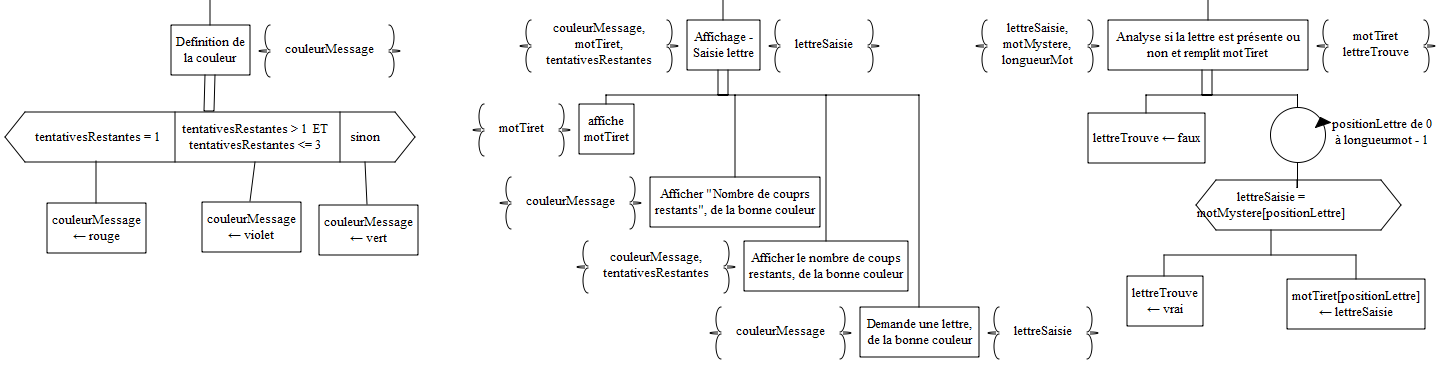 Definition de
la couleur
couleurMessage
tentativesRestantes = 1
tentativesRestantes > 1 ET
tentativesRestantes <= 3
sinon
couleurMessage
← rouge
couleurMessage
← violet
couleurMessage
← vert
couleurMessage,
motTiret,
tentativesRestantes
Affichage -
Saisie lettre
lettreSaisie
motTiret
affiche
motTiret
couleurMessage
Afficher "Nombre de couprs
restants", de la bonne couleur
couleurMessage,
tentativesRestantes
Afficher le nombre de coups
restants, de la bonne couleur
couleurMessage
Demande une lettre,
de la bonne couleur
lettreSaisie
lettreSaisie,
motMystere,
longueurMot
Analyse si la lettre est présente ou
non et remplit motTiret
motTiret
lettreTrouve
lettreTrouve ← faux
positionLettre de 0
à longueurmot - 1
lettreSaisie =
motMystere[positionLettre]
lettreTrouve
← vrai
motTiret[positionLettre]
← lettreSaisie